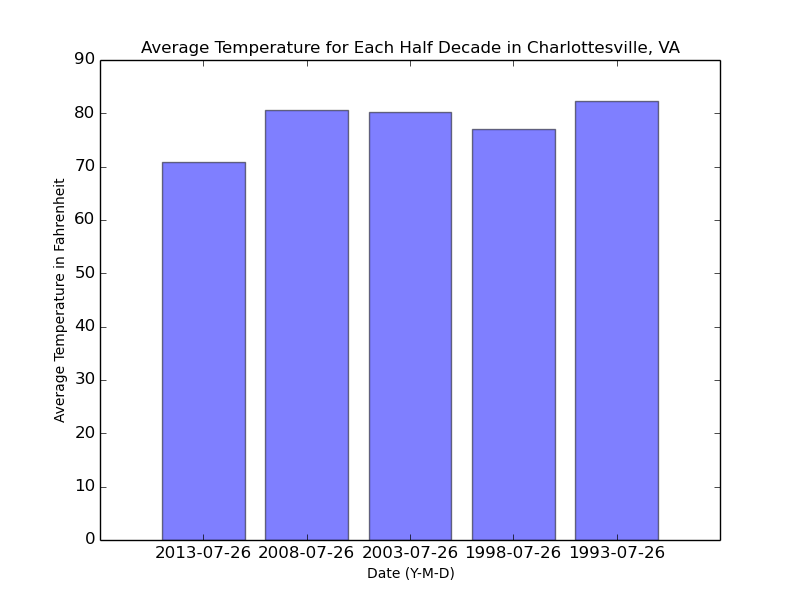 Average Temperature for Each Half Decade in Charlottesville, VA
90
80
70
60
50
40
30
20
10
0
Average Temperature in Fahrenheit
2013-07-26 2008-07-26 2003-07-26 1998-07-26 1993-07-26
Date (Y-M-D)